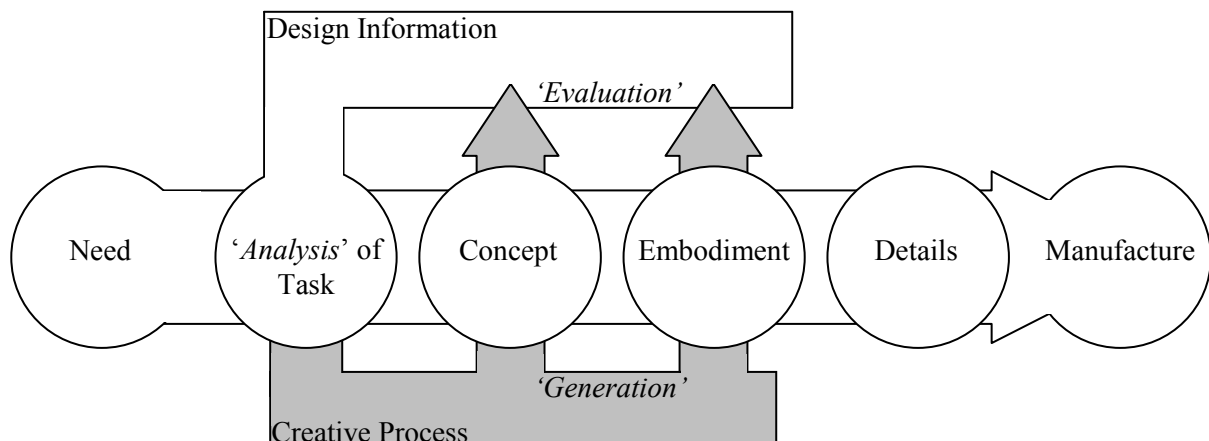 Design Information
‘Evaluation’
Need
‘Analysis’ of
Task
Concept
Embodiment
Details
Manufacture
‘Generation’
Creative Process